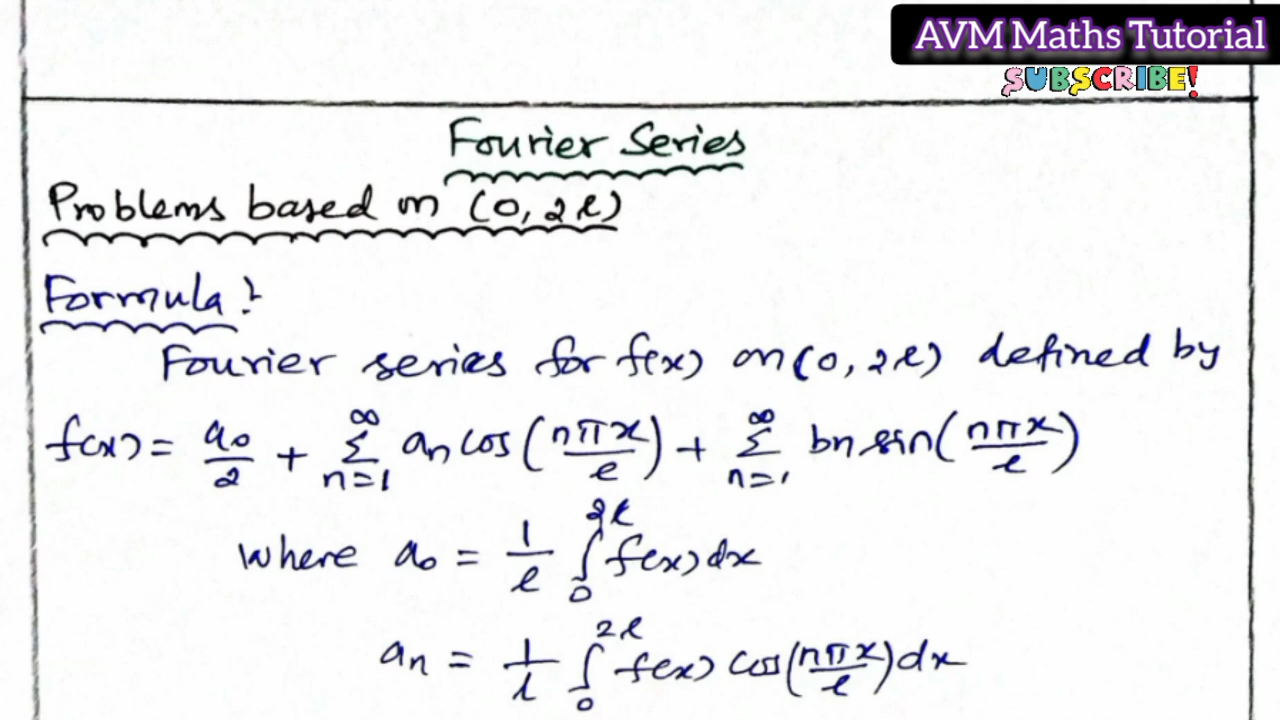 AVM Maths Tutorial
SUBSCRIBE!
Fourier Series
Problems based on (0, 2l)
Formula:
Fourier series for f(x) on (0, 2l) defined by
f(x) = a₀/2 + ∑_{n=1}^{∞} aₙ cos(nπx/l) + ∑_{n=1}^{∞} bₙ sin(nπx/l)
Where a₀ = 1/l ∫₀^{2l} f(x) dx
aₙ = 1/l ∫₀^{2l} f(x) cos(nπx/l) dx